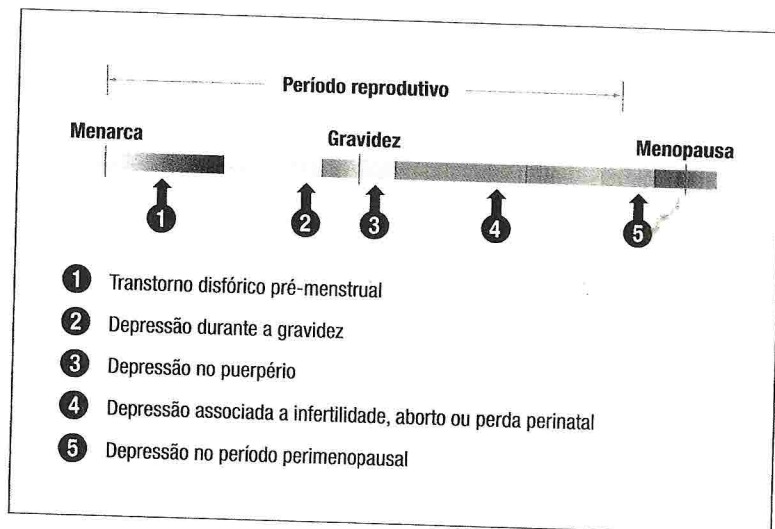 Período reprodutivo
Menarca
Gravidez
Menopausa
1
2
3
4
5
1 Transtorno disfórico pré-menstrual
2 Depressão durante a gravidez
3 Depressão no puerpério
4 Depressão associada a infertilidade, aborto ou perda perinatal
5 Depressão no período perimenopausal